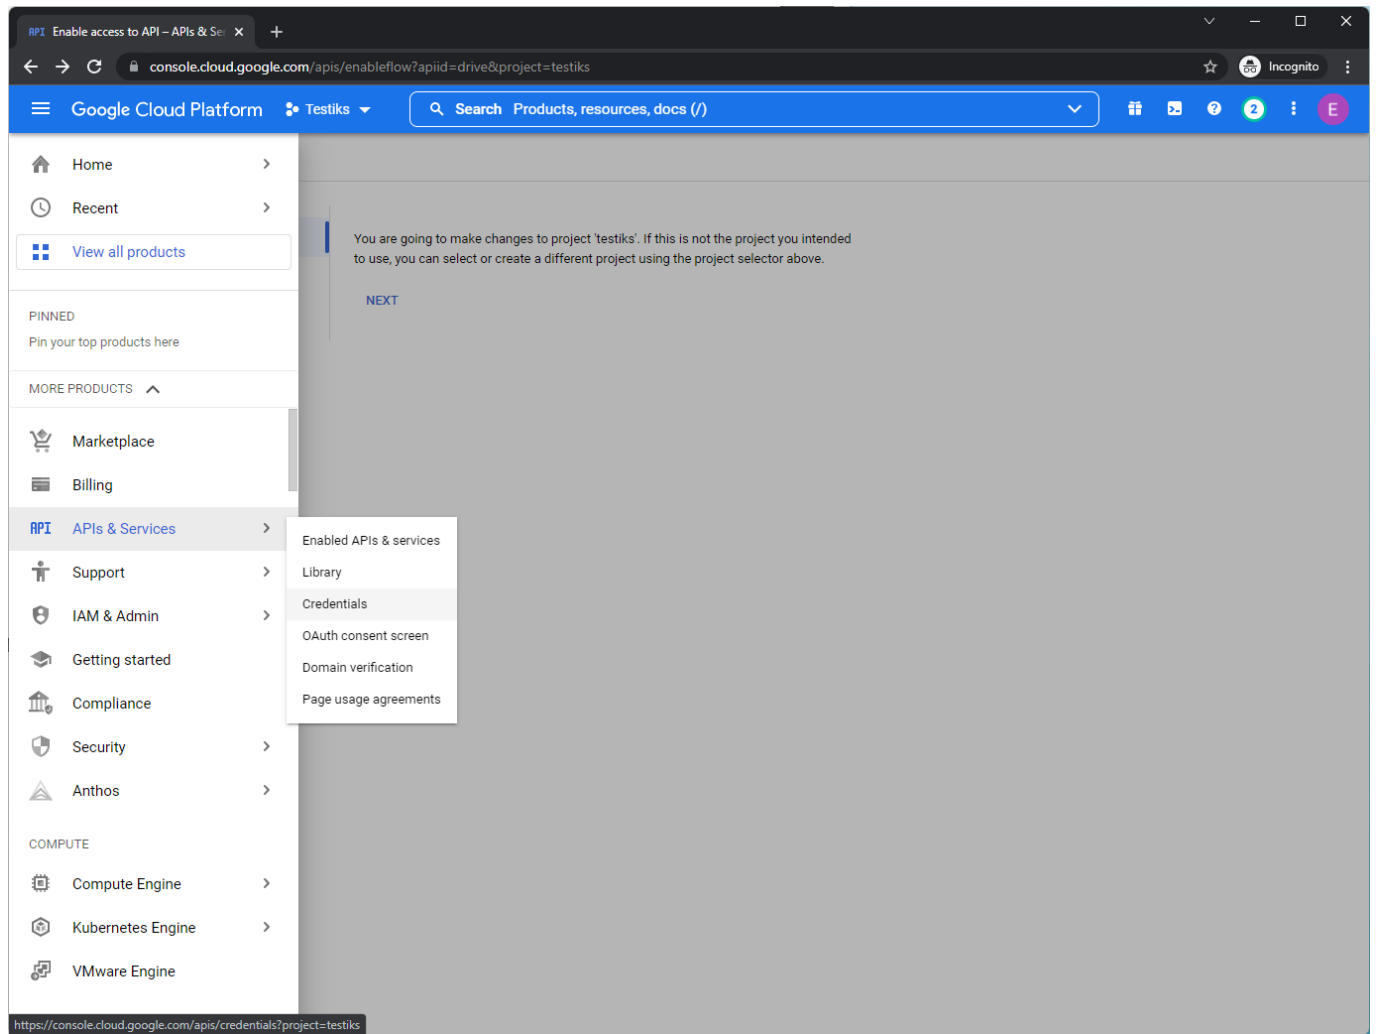 API Enable access to API – APIs & Se
console.cloud.google.com/apis/enableflow?apiid=drive&project=testiks
Incognito
Google Cloud Platform
Testiks
Search Products, resources, docs (/)
2
E
Home
Recent
View all products
PINNED
Pin your top products here
MORE PRODUCTS
Marketplace
Billing
API APIs & Services
Support
IAM & Admin
Getting started
Compliance
Security
Anthos
COMPUTE
Compute Engine
Kubernetes Engine
VMware Engine
Enabled APIs & services
Library
Credentials
OAuth consent screen
Domain verification
Page usage agreements
You are going to make changes to project 'testiks'. If this is not the project you intended
to use, you can select or create a different project using the project selector above.
NEXT
https://console.cloud.google.com/apis/credentials?project=testiks